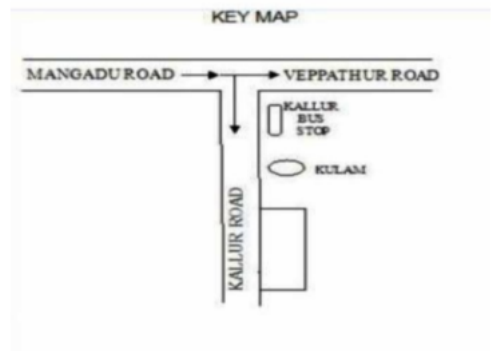 KEY MAP
MANGADU ROAD
VEPPATHUR ROAD
KALLUR
BUS
STOP
KULAM
KALLUR ROAD